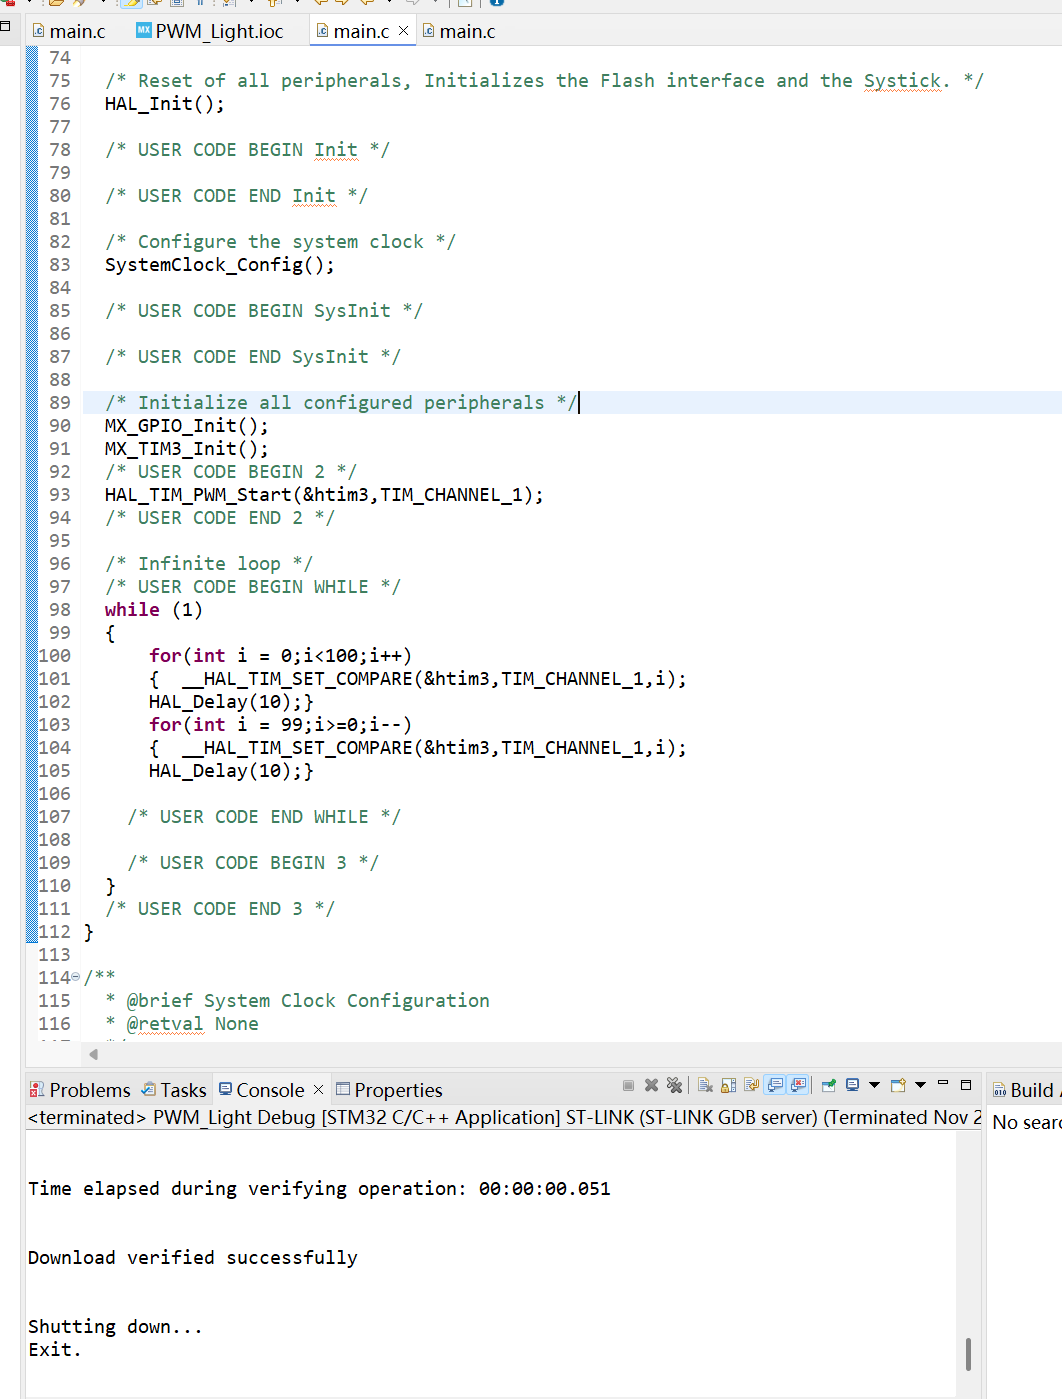 main.c PWM_Light.ioc main.c main.c
74
75 /* Reset of all peripherals, Initializes the Flash interface and the Systick. */
76 HAL_Init();
77
78 /* USER CODE BEGIN Init */
79
80 /* USER CODE END Init */
81
82 /* Configure the system clock */
83 SystemClock_Config();
84
85 /* USER CODE BEGIN SysInit */
86
87 /* USER CODE END SysInit */
88
89 /* Initialize all configured peripherals */
90 MX_GPIO_Init();
91 MX_TIM3_Init();
92 /* USER CODE BEGIN 2 */
93 HAL_TIM_PWM_Start(&htim3,TIM_CHANNEL_1);
94 /* USER CODE END 2 */
95
96 /* Infinite loop */
97 /* USER CODE BEGIN WHILE */
98 while (1)
99 {
100 for(int i = 0;i<100;i++)
101 { __HAL_TIM_SET_COMPARE(&htim3,TIM_CHANNEL_1,i);
102 HAL_Delay(10);}
103 for(int i = 99;i>=0;i--)
104 { __HAL_TIM_SET_COMPARE(&htim3,TIM_CHANNEL_1,i);
105 HAL_Delay(10);}
106
107 /* USER CODE END WHILE */
108
109 /* USER CODE BEGIN 3 */
110 }
111 /* USER CODE END 3 */
112 }
113
114 /**
115 * @brief System Clock Configuration
116 * @retval None
Problems Tasks Console Properties
Build
<terminated> PWM_Light Debug [STM32 C/C++ Application] ST-LINK (ST-LINK GDB server) (Terminated Nov 2
No sear
Time elapsed during verifying operation: 00:00:00.051
Download verified successfully
Shutting down...
Exit.